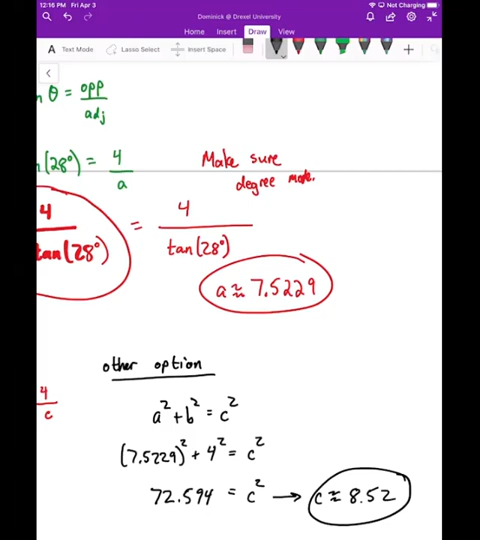 12:16 PM Fri Apr 3
Not Charging
Dominick @ Drexel University
Home Insert Draw View
Text Mode Lasso Select Insert Space
n θ = opp/adj
n(28°) = 4/a
Make sure
degree mode.
4/tan(28°) = 4/tan(28°)
a ≈ 7.5229
other option
4/c
a² + b² = c²
(7.5229)² + 4² = c²
72.594 = c² → c ≈ 8.52